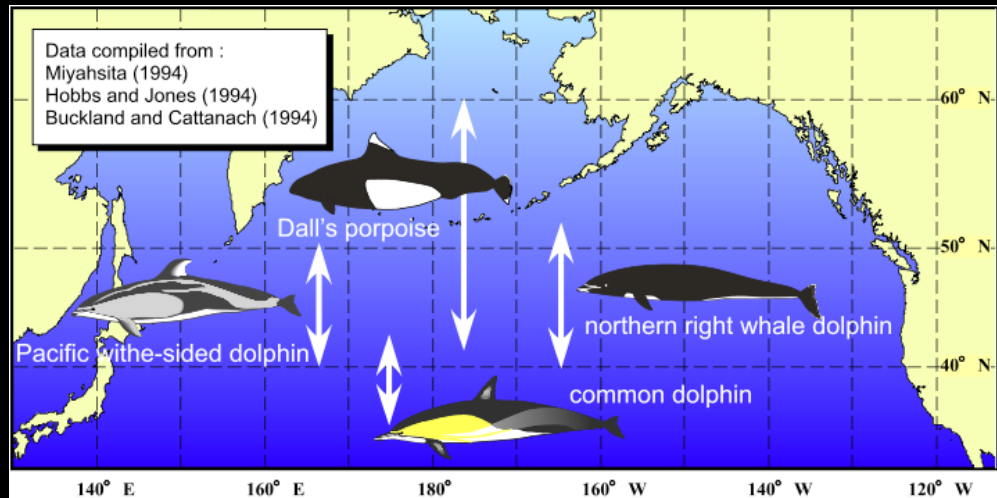 Data compiled from :
Miyahsita (1994)
Hobbs and Jones (1994)
Buckland and Cattanach (1994)
60° N
Dall's porpoise
50° N
northern right whale dolphin
Pacific withe-sided dolphin
40° N
common dolphin
140° E 160° E 180° 160° W 140° W 120° W